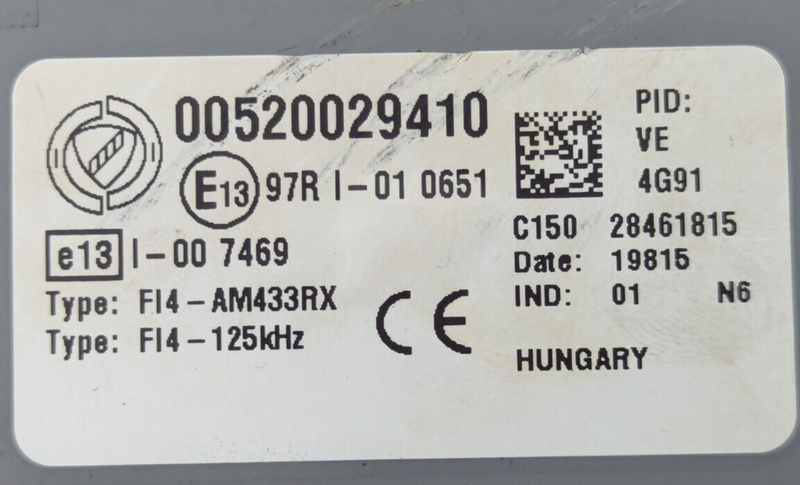 00520029410
E13 97R I-01 0651
e13 I-00 7469
Type: FI4-AM433RX
Type: FI4-125kHz
CE
PID:
VE
4G91
C150 28461815
Date: 19815
IND: 01 N6
HUNGARY